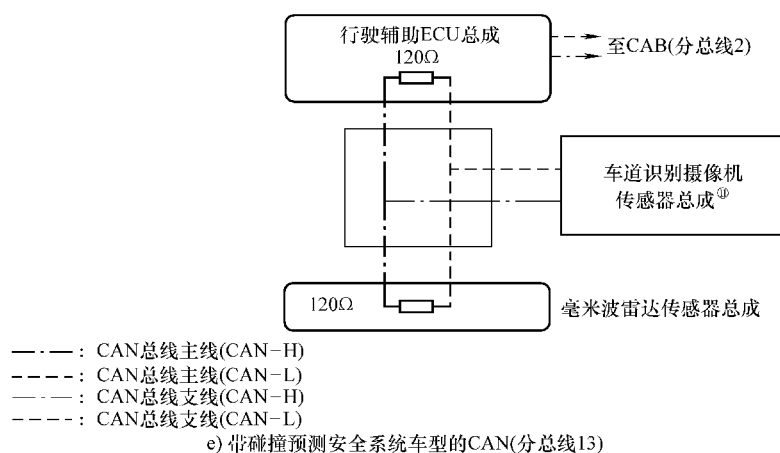 行驶辅助ECU总成
120Ω
至CAB(分总线2)
车道识别摄像机
传感器总成⑪
120Ω
毫米波雷达传感器总成
: CAN总线主线(CAN-H)
: CAN总线主线(CAN-L)
: CAN总线支线(CAN-H)
: CAN总线支线(CAN-L)
e) 带碰撞预测安全系统车型的CAN(分总线13)